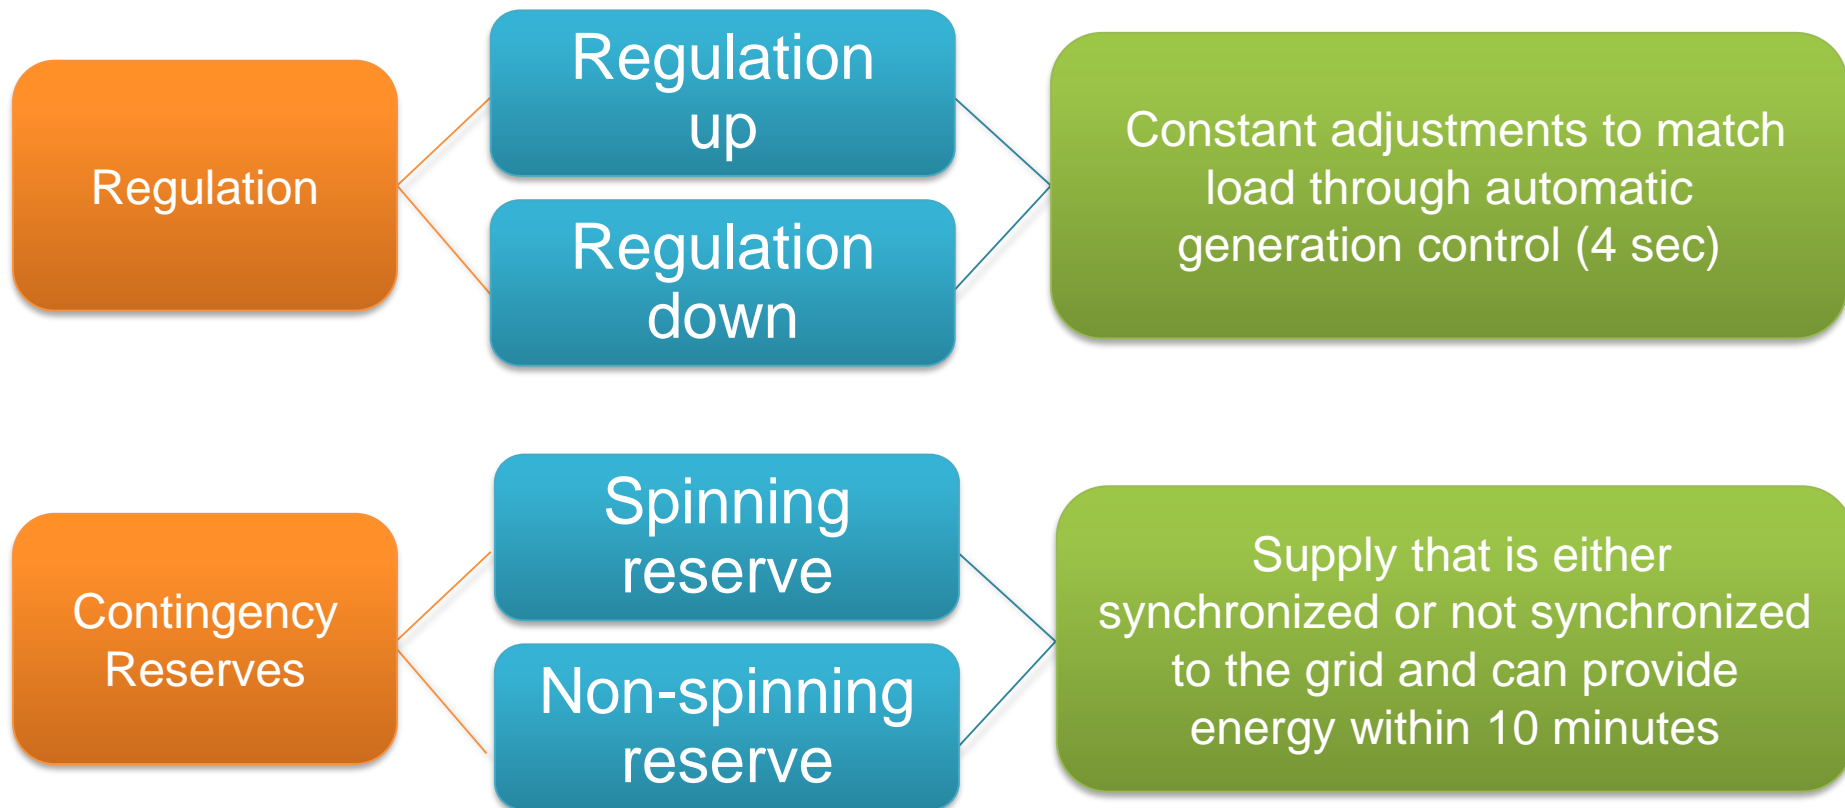 Regulation
Regulation
up
Regulation
down
Constant adjustments to match
load through automatic
generation control (4 sec)
Contingency
Reserves
Spinning
reserve
Non-spinning
reserve
Supply that is either
synchronized or not synchronized
to the grid and can provide
energy within 10 minutes